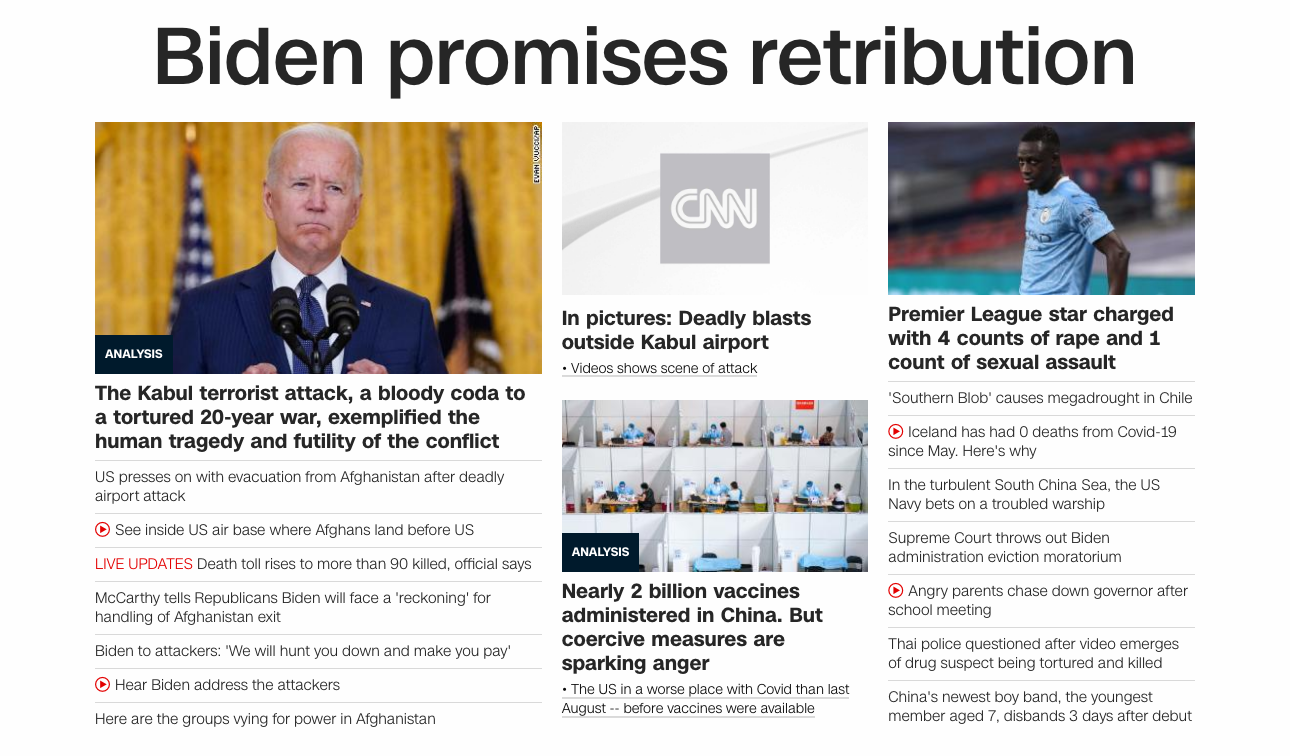 Biden promises retribution
EVAN VUCCI/AP
ANALYSIS
The Kabul terrorist attack, a bloody coda to
a tortured 20-year war, exemplified the
human tragedy and futility of the conflict
US presses on with evacuation from Afghanistan after deadly
airport attack
See inside US air base where Afghans land before US
LIVE UPDATES Death toll rises to more than 90 killed, official says
McCarthy tells Republicans Biden will face a 'reckoning' for
handling of Afghanistan exit
Biden to attackers: 'We will hunt you down and make you pay'
Hear Biden address the attackers
Here are the groups vying for power in Afghanistan
CNN
In pictures: Deadly blasts
outside Kabul airport
• Videos shows scene of attack
ANALYSIS
Nearly 2 billion vaccines
administered in China. But
coercive measures are
sparking anger
• The US in a worse place with Covid than last
August -- before vaccines were available
Premier League star charged
with 4 counts of rape and 1
count of sexual assault
'Southern Blob' causes megadrought in Chile
Iceland has had 0 deaths from Covid-19
since May. Here's why
In the turbulent South China Sea, the US
Navy bets on a troubled warship
Supreme Court throws out Biden
administration eviction moratorium
Angry parents chase down governor after
school meeting
Thai police questioned after video emerges
of drug suspect being tortured and killed
China's newest boy band, the youngest
member aged 7, disbands 3 days after debut